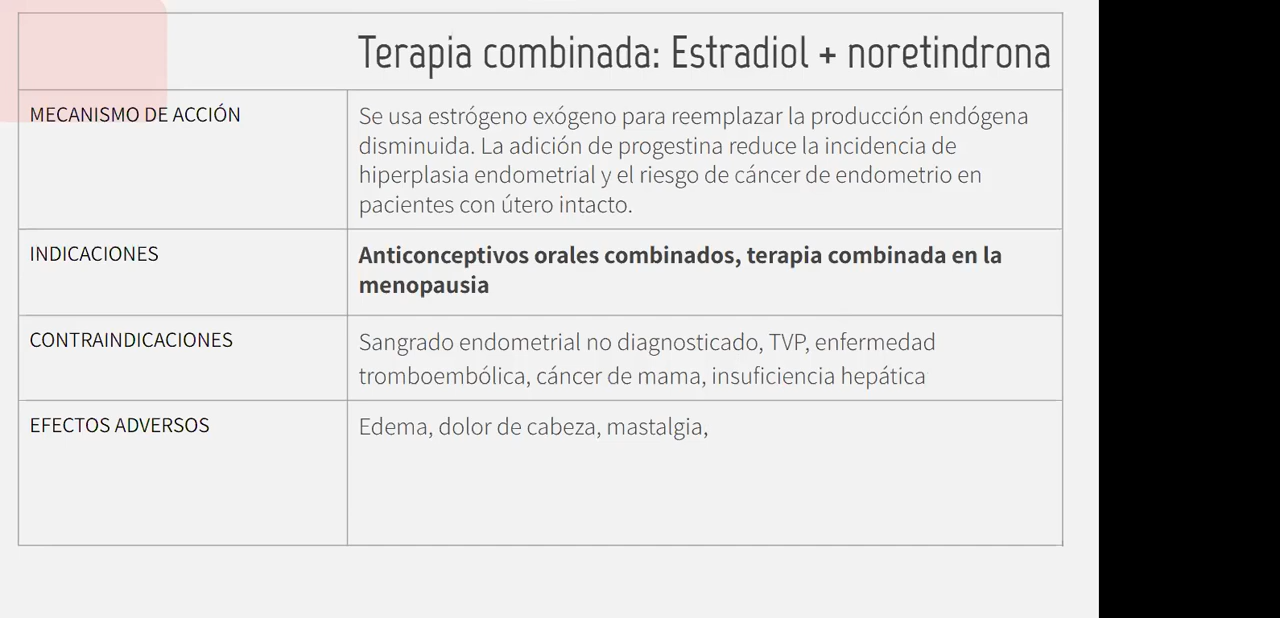 Terapia combinada: Estradiol + noretindrona
MECANISMO DE ACCIÓN
Se usa estrógeno exógeno para reemplazar la producción endógena
disminuida. La adición de progestina reduce la incidencia de
hiperplasia endometrial y el riesgo de cáncer de endometrio en
pacientes con útero intacto.
INDICACIONES
Anticonceptivos orales combinados, terapia combinada en la
menopausia
CONTRAINDICACIONES
Sangrado endometrial no diagnosticado, TVP, enfermedad
tromboembólica, cáncer de mama, insuficiencia hepática
EFECTOS ADVERSOS
Edema, dolor de cabeza, mastalgia,